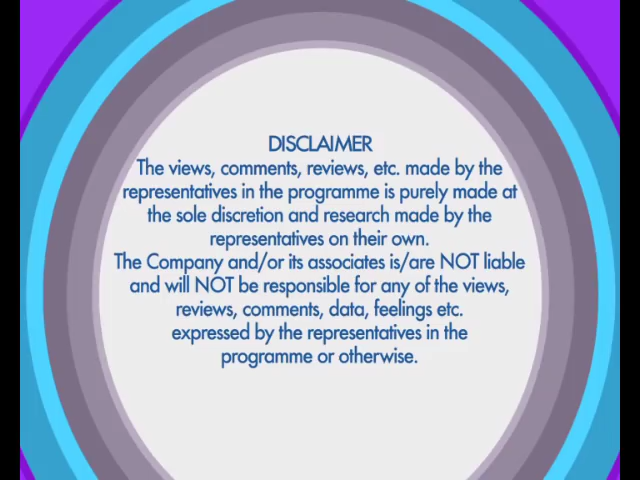 DISCLAIMER
The views, comments, reviews, etc. made by the
representatives in the programme is purely made at
the sole discretion and research made by the
representatives on their own.
The Company and/or its associates is/are NOT liable
and will NOT be responsible for any of the views,
reviews, comments, data, feelings etc.
expressed by the representatives in the
programme or otherwise.